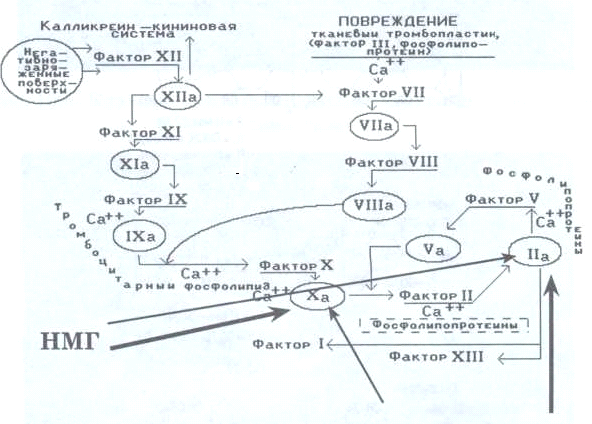 Калликреин – кининовая
система
ПОВРЕЖДЕНИЕ
тканевый тромбопластин,
(Фактор III, фосфолипо-
протеин)
Нега-
тивно-
заря-
женные
поверх-
ности
Фактор XII
Ca++
XIIa
Фактор VII
Фактор XI
VIIa
XIa
Фактор VIII
Фактор IX
VIIIa
Фосфолипопротеины
Фактор V
Ca++
Ca++
IXa
Va
IIa
Тромбоцитарный фосфолипид
Ca++
Фактор X
Ca++
Xa
Фактор II
Ca++
Фосфолипопротеины
НМГ
Фактор I
Фактор XIII